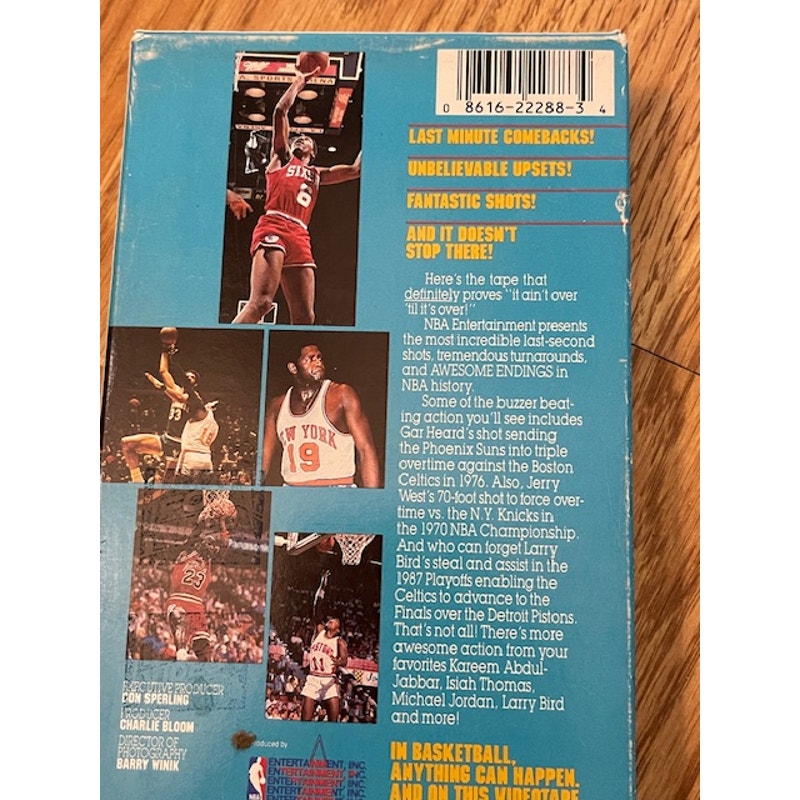 0 8616-22288-3 4
LAST MINUTE COMEBACKS!
UNBELIEVABLE UPSETS!
FANTASTIC SHOTS!
AND IT DOESN'T
STOP THERE!
Here's the tape that
definitely proves "it ain't over
'til it's over!"
NBA Entertainment presents
the most incredible last-second
shots, tremendous turnarounds,
and AWESOME ENDINGS in
NBA history.
Some of the buzzer beat-
ing action you'll see includes
Gar Heard's shot sending
the Phoenix Suns into triple
overtime against the Boston
Celtics in 1976. Also, Jerry
West's 70-foot shot to force over-
time vs. the N.Y. Knicks in
the 1970 NBA Championship.
And who can forget Larry
Bird's steal and assist in the
1987 Playoffs enabling the
Celtics to advance to the
Finals over the Detroit Pistons.
That's not all! There's more
awesome action from your
favorites Kareem Abdul-
Jabbar, Isiah Thomas,
Michael Jordan, Larry Bird
and more!
IN BASKETBALL,
ANYTHING CAN HAPPEN,
AND ON THIS VIDEOTAPE
A. SPORTS ARENA
SIXERS
6
33
NEW YORK
19
23
11
EXECUTIVE PRODUCER
DON SPERLING
PRODUCER
CHARLIE BLOOM
DIRECTOR OF
PHOTOGRAPHY
BARRY WINIK
oduced by
NBA
ENTERTAINMENT, INC.
ENTERTAINMENT, INC.
ENTERTAINMENT, INC.
ENTERTAINMENT, INC.